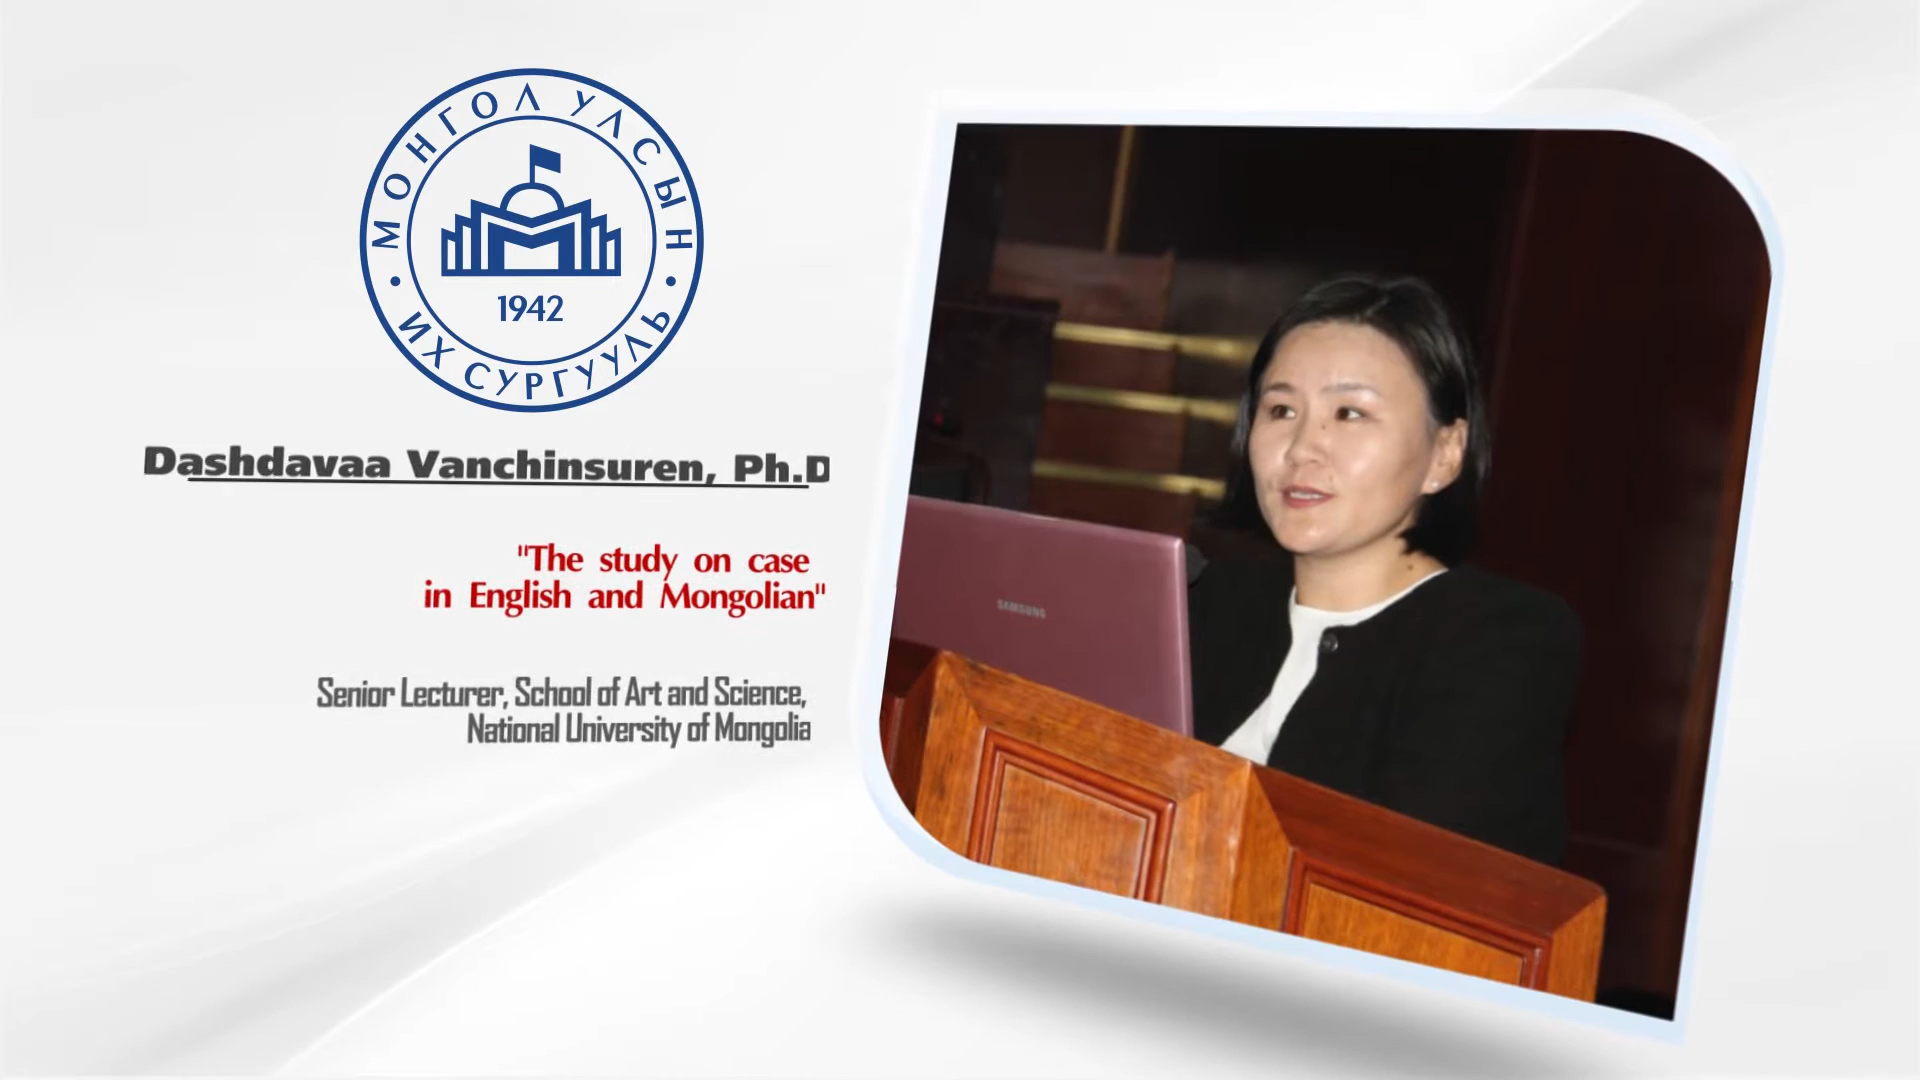 МОНГОЛ УЛСЫН
ИХ СУРГУУЛЬ
1942
Dashdavaa Vanchinsuren, Ph.D
"The study on case
in English and Mongolian"
Senior Lecturer, School of Art and Science,
National University of Mongolia
SAMSUNG